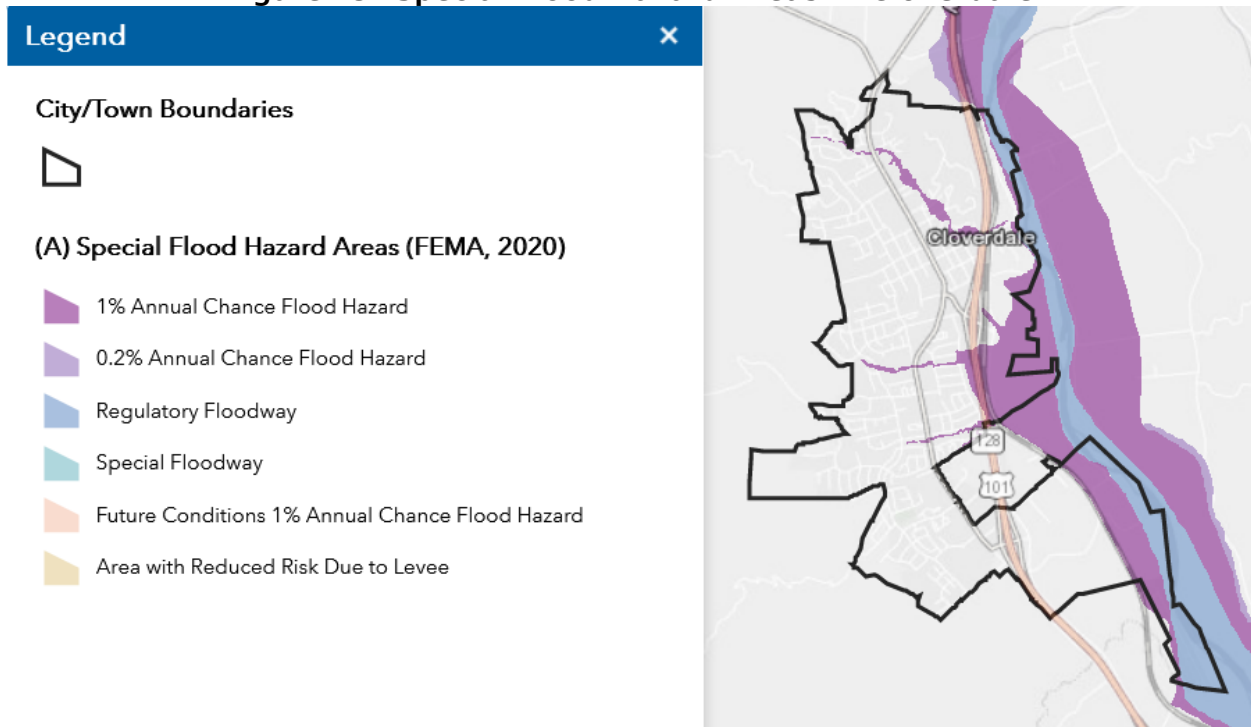 Legend
×
City/Town Boundaries
(A) Special Flood Hazard Areas (FEMA, 2020)
1% Annual Chance Flood Hazard
0.2% Annual Chance Flood Hazard
Regulatory Floodway
Special Floodway
Future Conditions 1% Annual Chance Flood Hazard
Area with Reduced Risk Due to Levee
Cloverdale
128
101